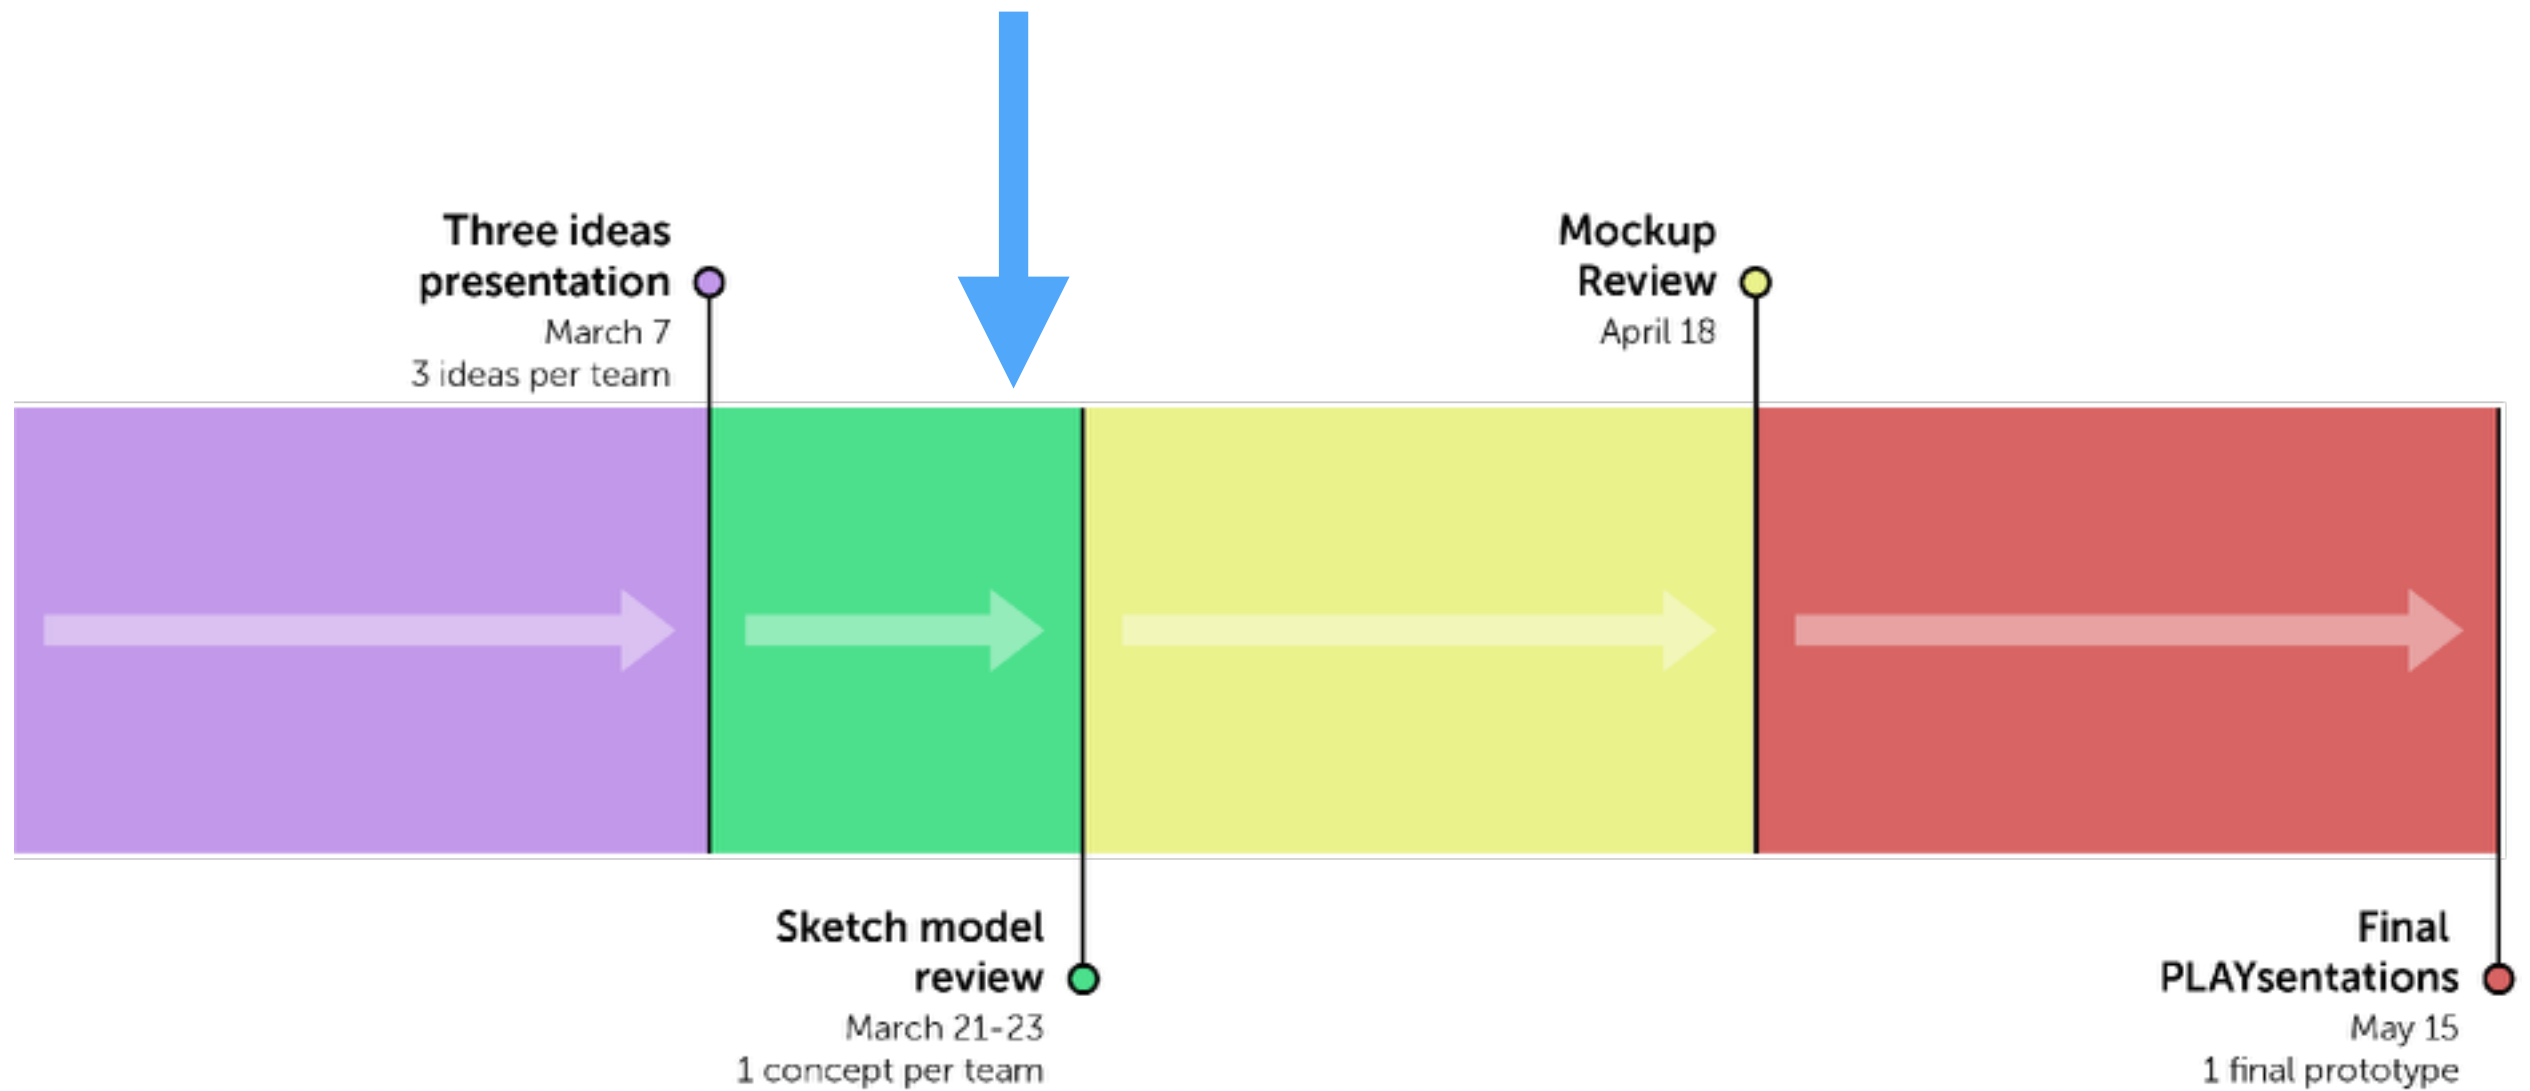 Three ideas
presentation
March 7
3 ideas per team
Mockup
Review
April 18
Sketch model
review
March 21-23
1 concept per team
Final
PLAYsentations
May 15
1 final prototype